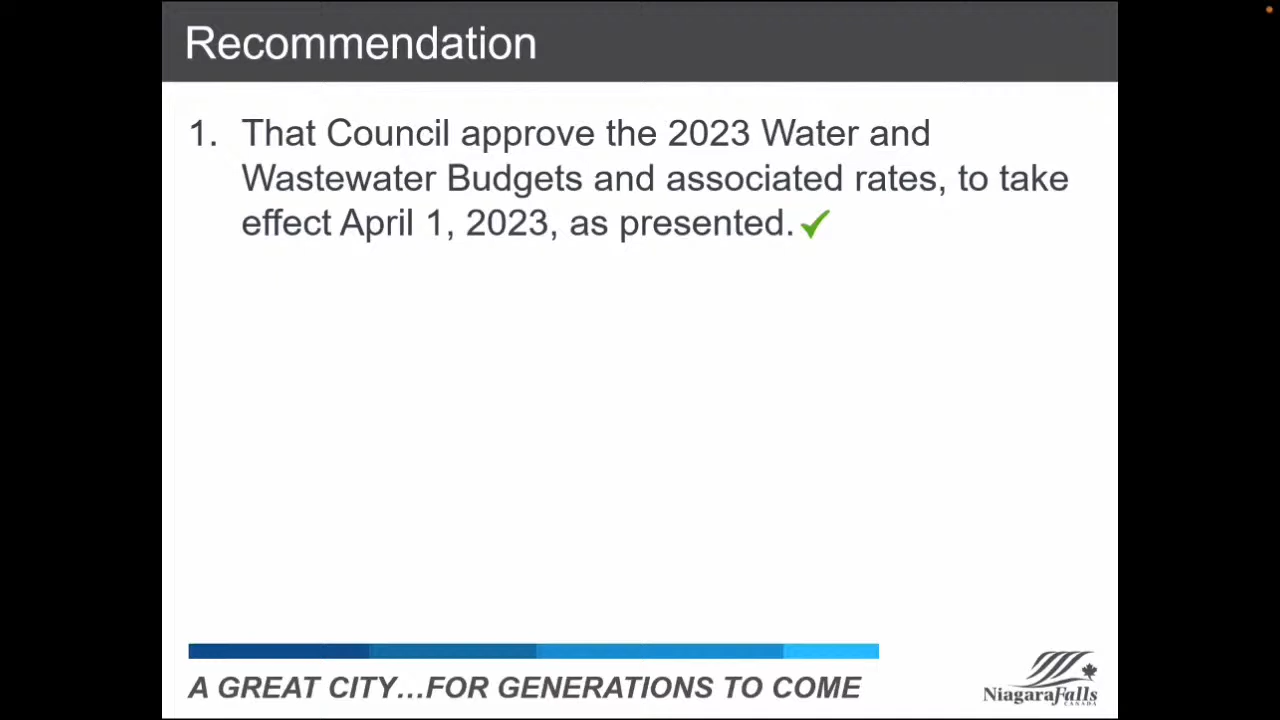 Recommendation
1. That Council approve the 2023 Water and
Wastewater Budgets and associated rates, to take
effect April 1, 2023, as presented.
A GREAT CITY...FOR GENERATIONS TO COME
NiagaraFalls
CANADA